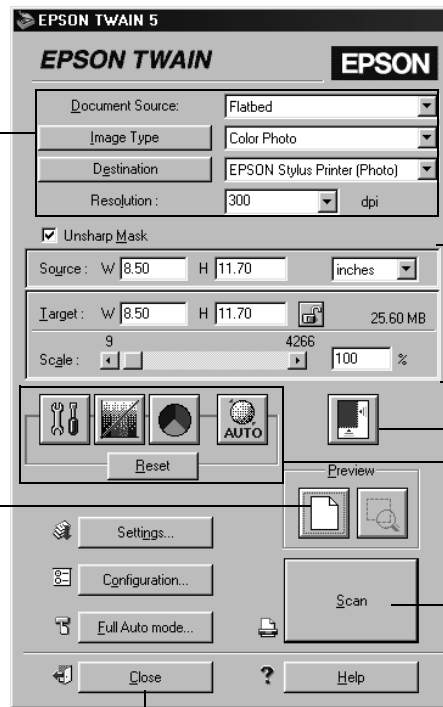 EPSON TWAIN 5
EPSON TWAIN EPSON
Document Source: Flatbed
Image Type Color Photo
Destination EPSON Stylus Printer (Photo)
Resolution : 300 dpi
Unsharp Mask
Source : W 8.50 H 11.70 inches
Target : W 8.50 H 11.70 25.60 MB
9 4266
Scale : 100 %
AUTO
Reset
Preview
Settings...
Configuration...
Scan
Full Auto mode...
Close ? Help